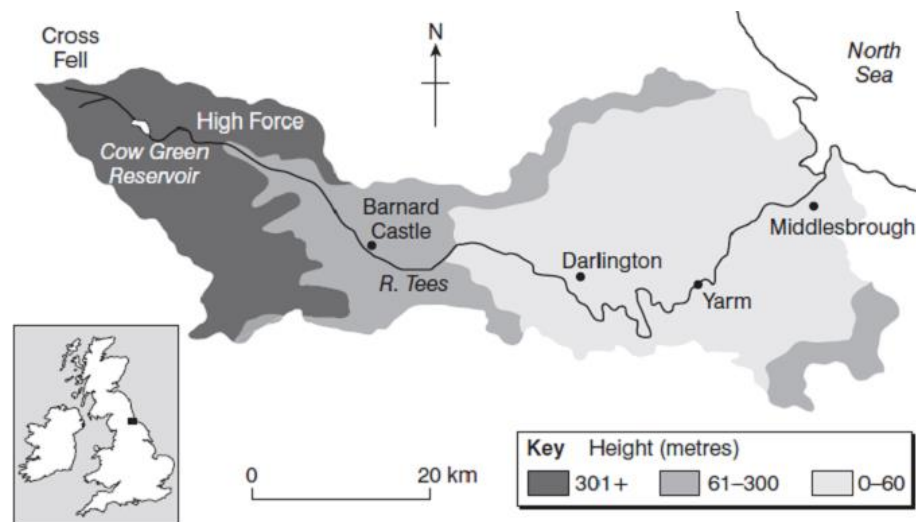 Cross
Fell
N
North
Sea
High Force
Cow Green
Reservoir
Barnard
Castle
R. Tees
Darlington
Middlesbrough
Yarm
0
20 km
Key Height (metres)
301+
61–300
0–60